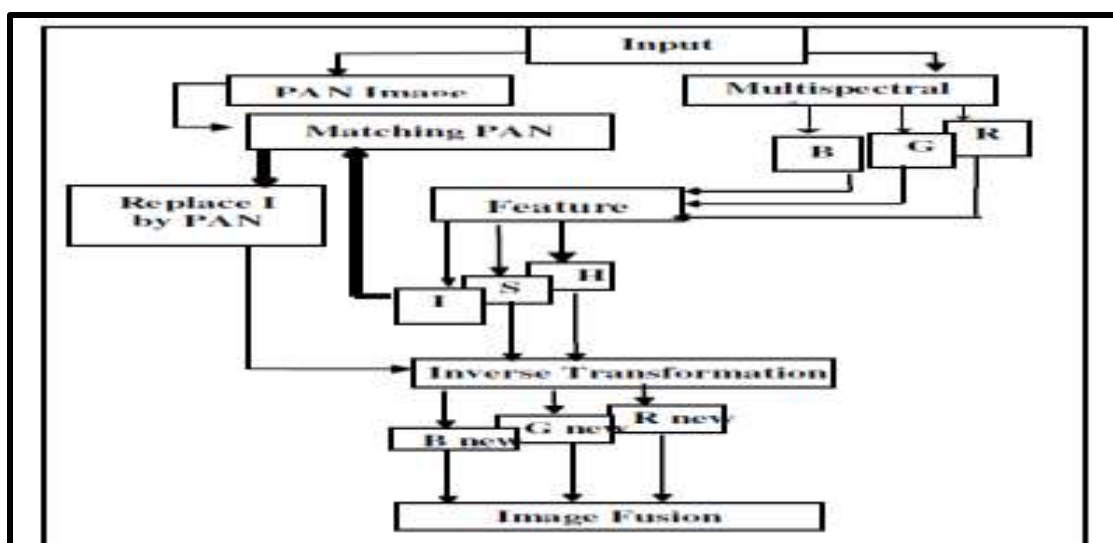 Input
PAN Image
Multispectral
Matching PAN
B
G
R
Replace I
by PAN
Feature
I
S
H
Inverse Transformation
B new
G new
R new
Image Fusion